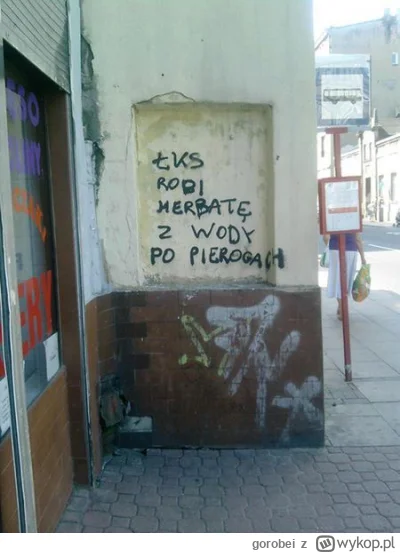 ŁKS
ROBI
HERBATĘ
Z WODY
PO PIEROGACH
gorobei z wykop.pl